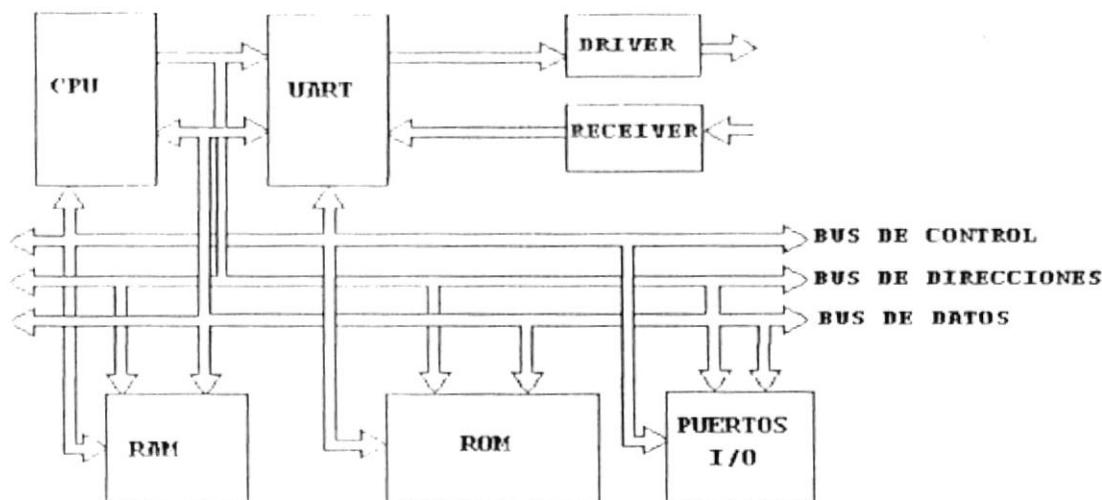 CPU
UART
DRIVER
RECEIVER
BUS DE CONTROL
BUS DE DIRECCIONES
BUS DE DATOS
RAM
ROM
PUERTOS
I/O